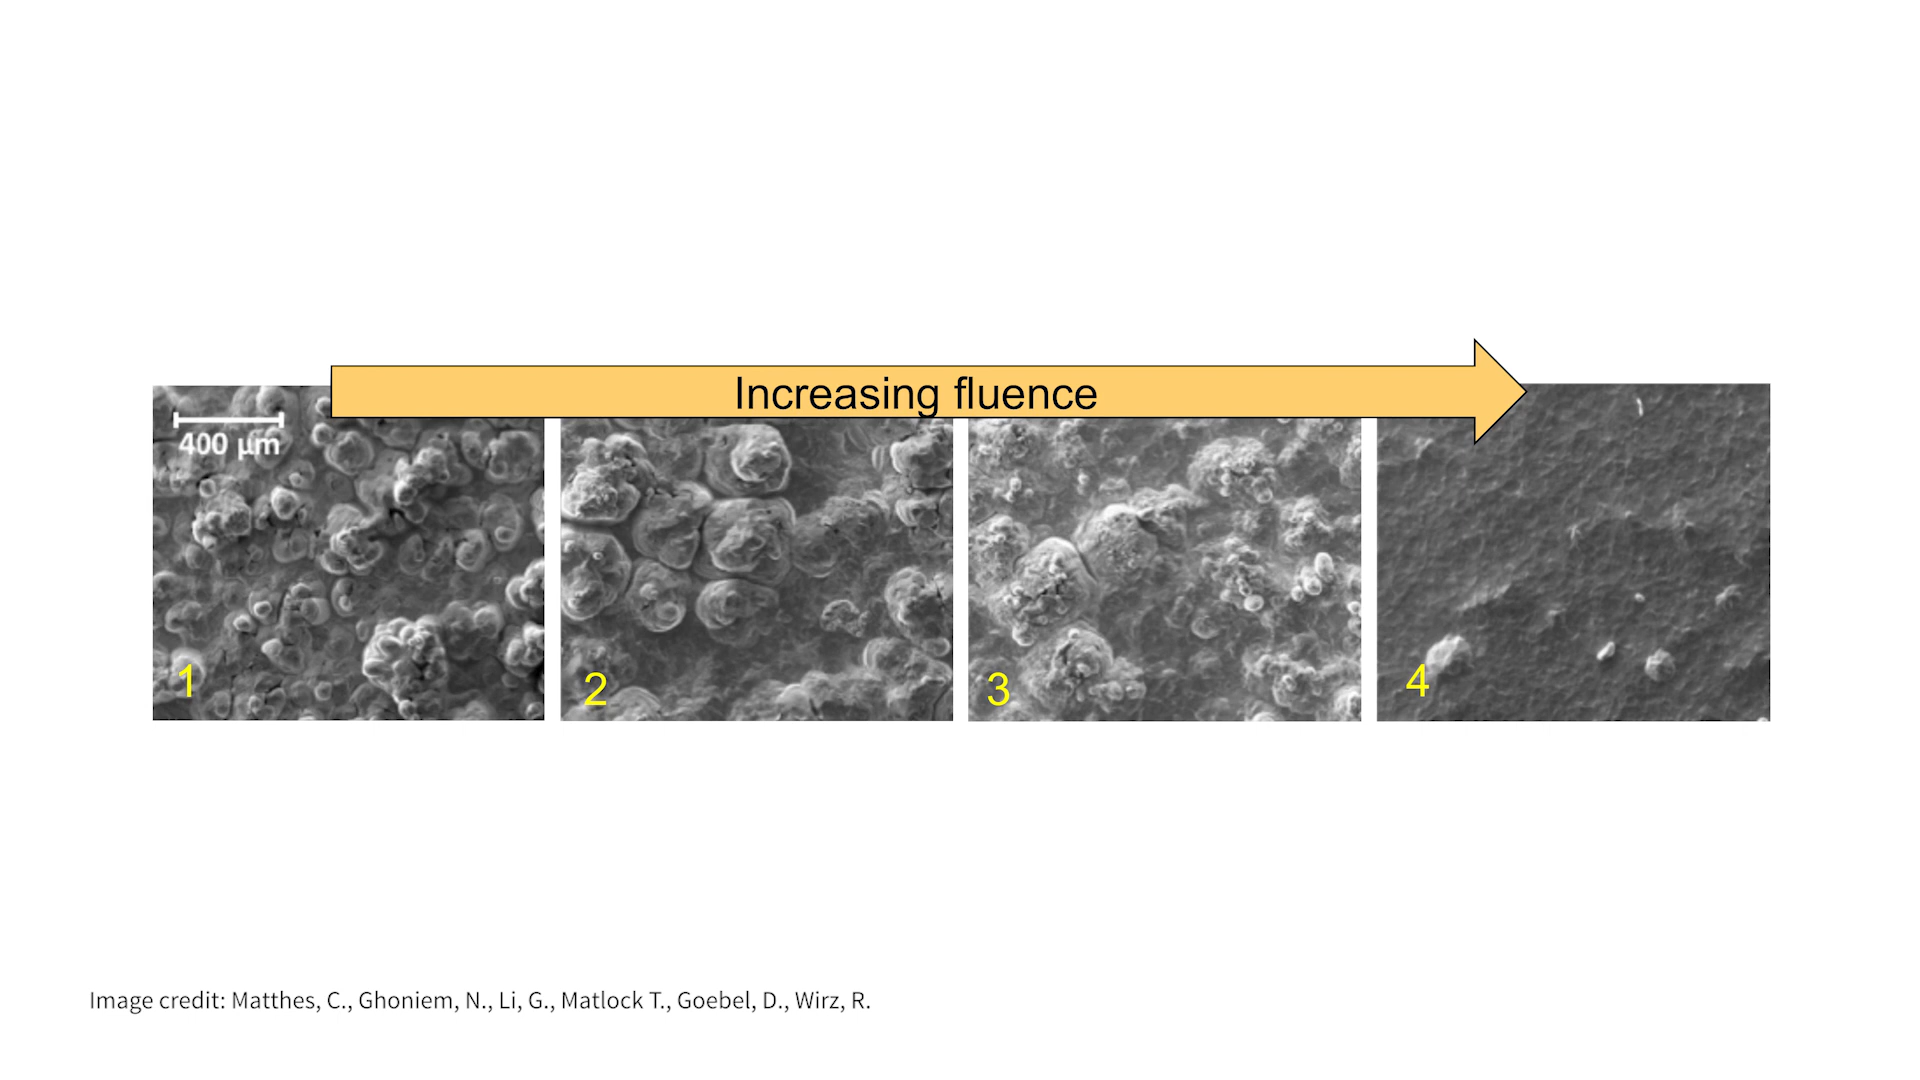 Increasing fluence
400 μm
1
2
3
4
Image credit: Matthes, C., Ghoniem, N., Li, G., Matlock T., Goebel, D., Wirz, R.